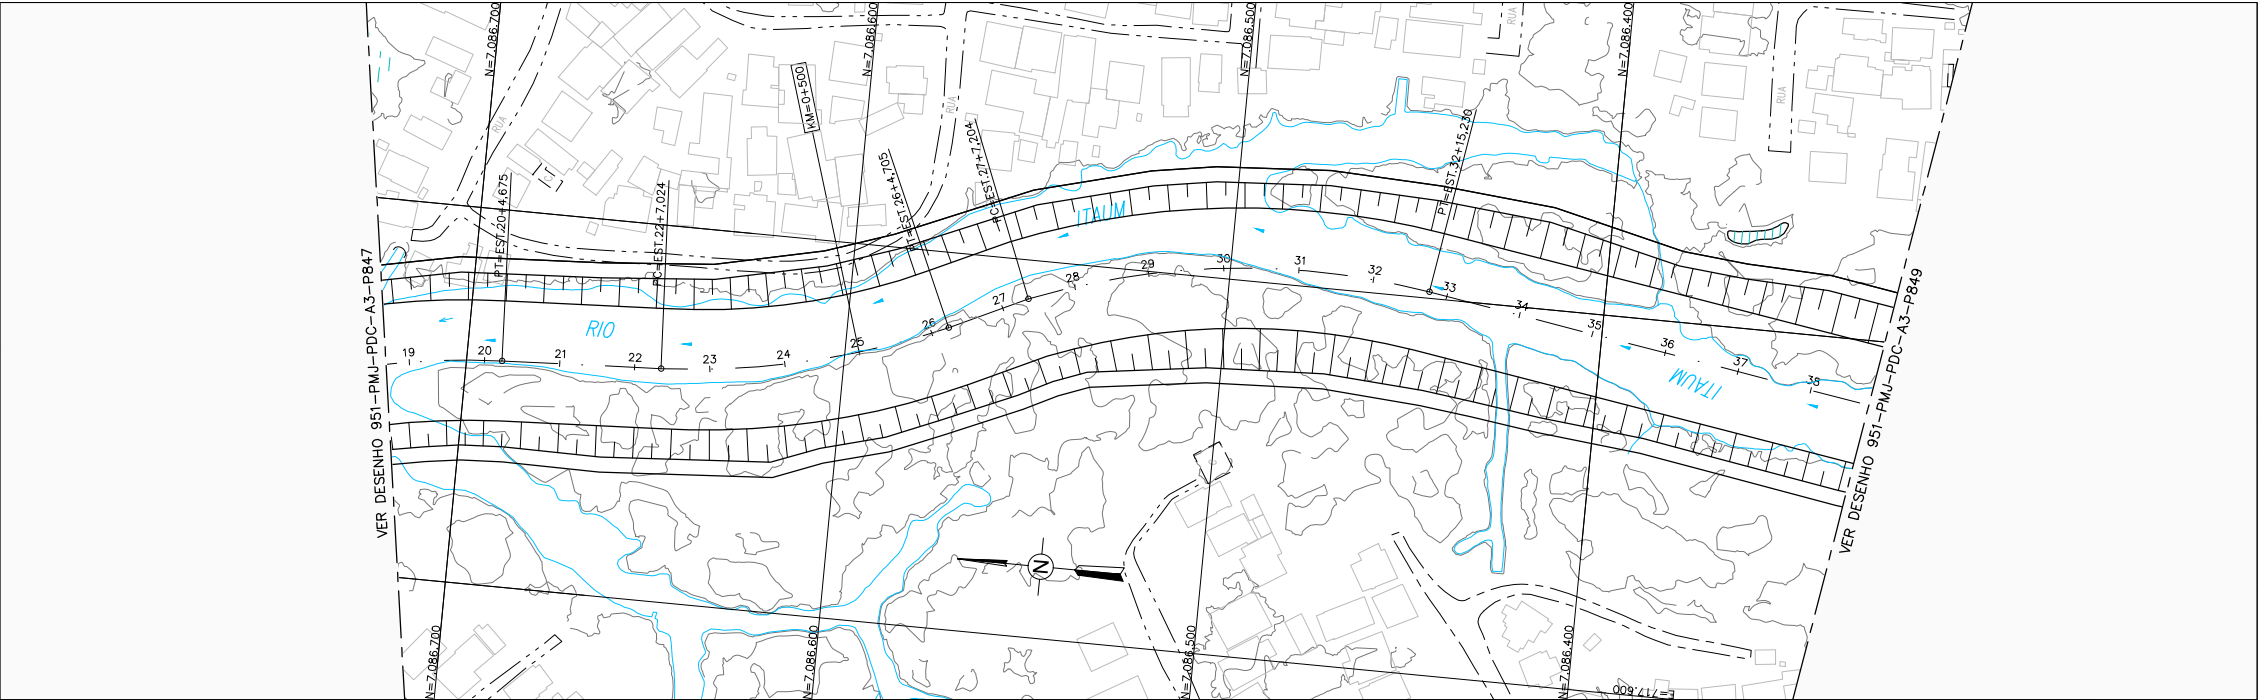 N=7.086.700
N=7.086.600
N=7.086.500
N=7.086.400
RUA
RUA
RUA
RUA
KM=0+500
PT=EST.20+4,675
PC=EST.22+7,024
PT=EST.26+4,705
PC=EST.27+7,204
PT=EST.32+15,230
VER DESENHO 951-PMJ-PDC-A3-P847
VER DESENHO 951-PMJ-PDC-A3-P849
RIO
ITAUM
ITAUM
19
20
21
22
23
24
25
26
27
28
29
30
31
32
33
34
35
36
37
38
N
N=7.086.700
N=7.086.600
N=7.086.500
N=7.086.400
E=717.600